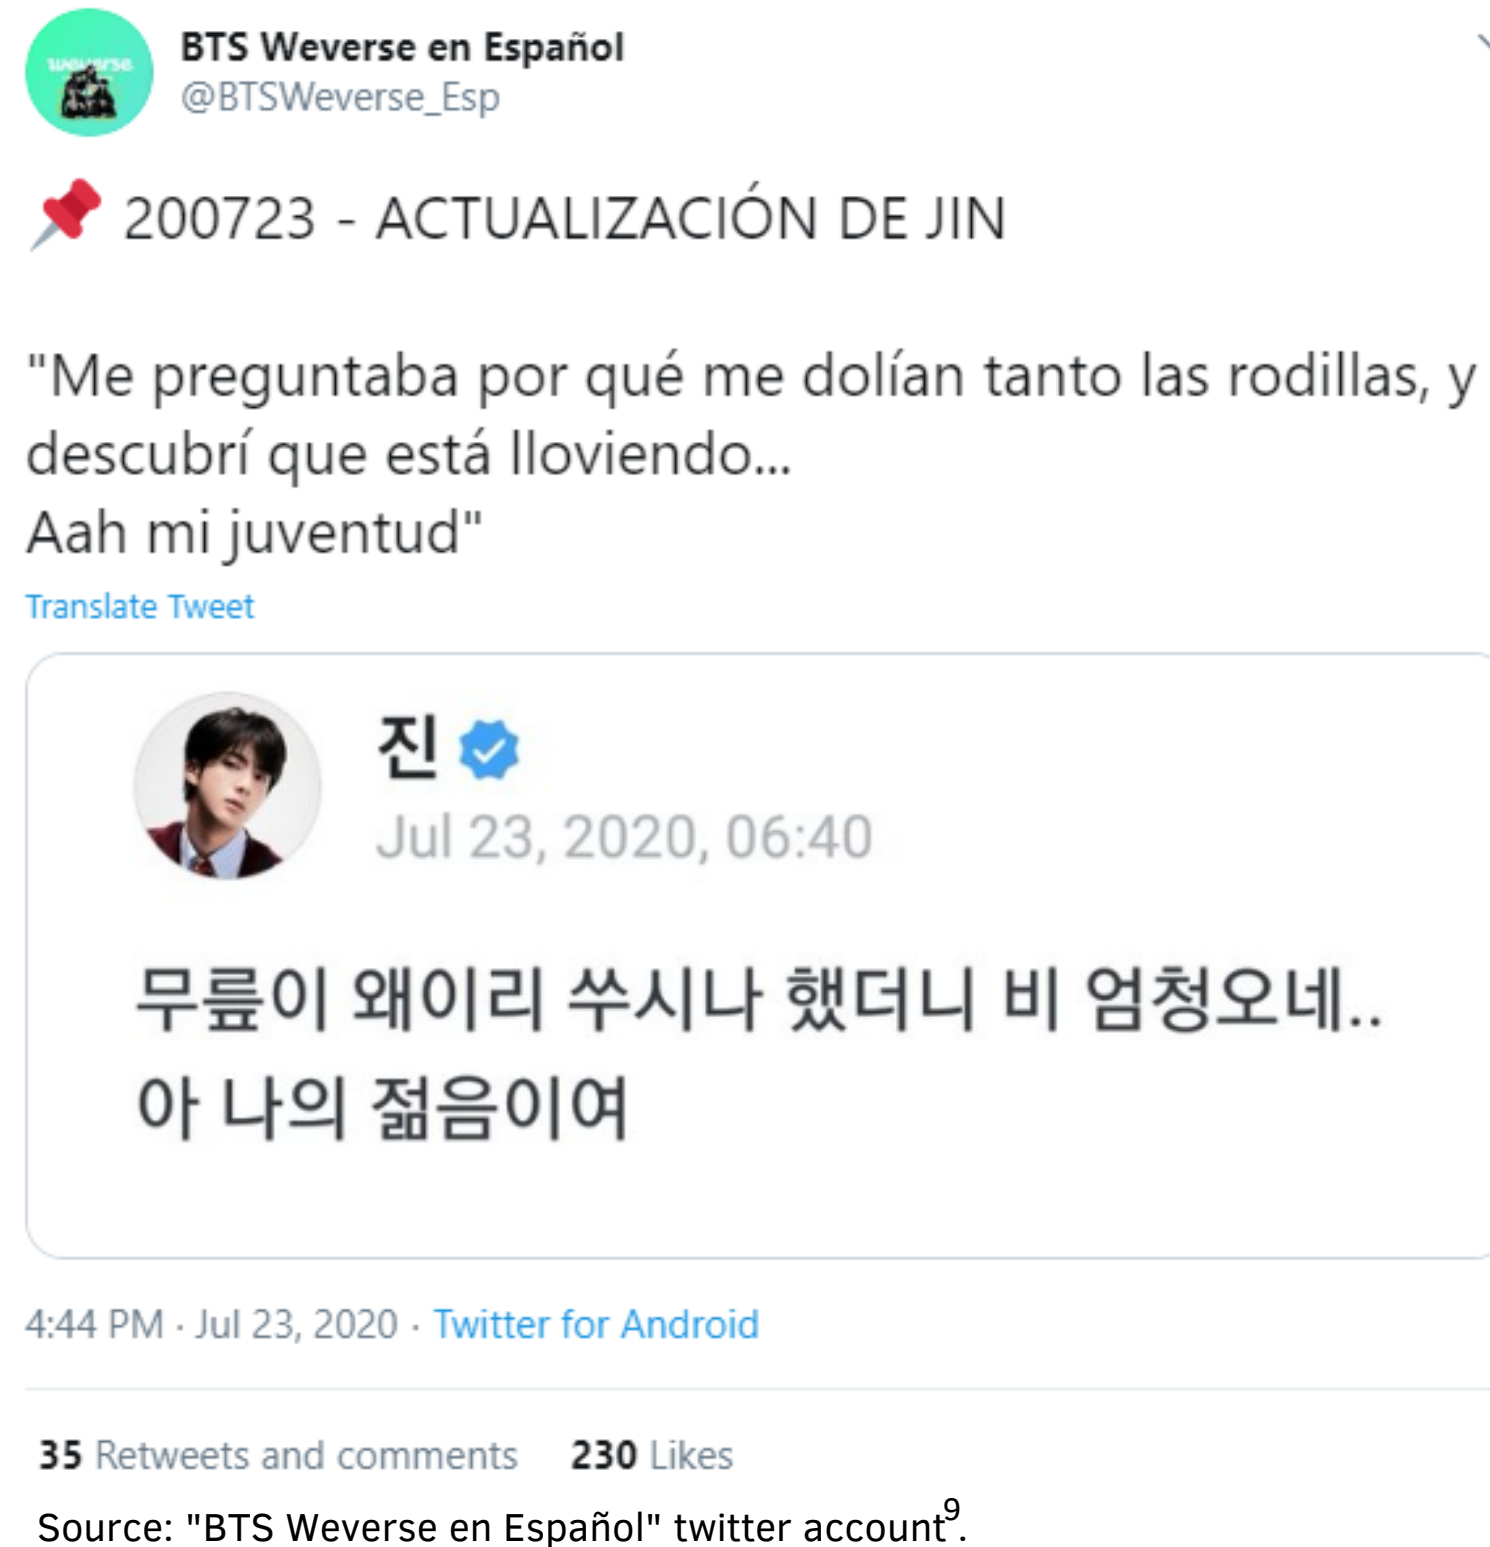 weverse
BTS Weverse en Español
@BTSWeverse_Esp
200723 - ACTUALIZACIÓN DE JIN
"Me preguntaba por qué me dolían tanto las rodillas, y
descubrí que está lloviendo...
Aah mi juventud"
Translate Tweet
진
Jul 23, 2020, 06:40
무릎이 왜이리 쑤시나 했더니 비 엄청오네..
아 나의 젊음이여
4:44 PM · Jul 23, 2020 · Twitter for Android
35 Retweets and comments 230 Likes
Source: "BTS Weverse en Español" twitter account⁹.